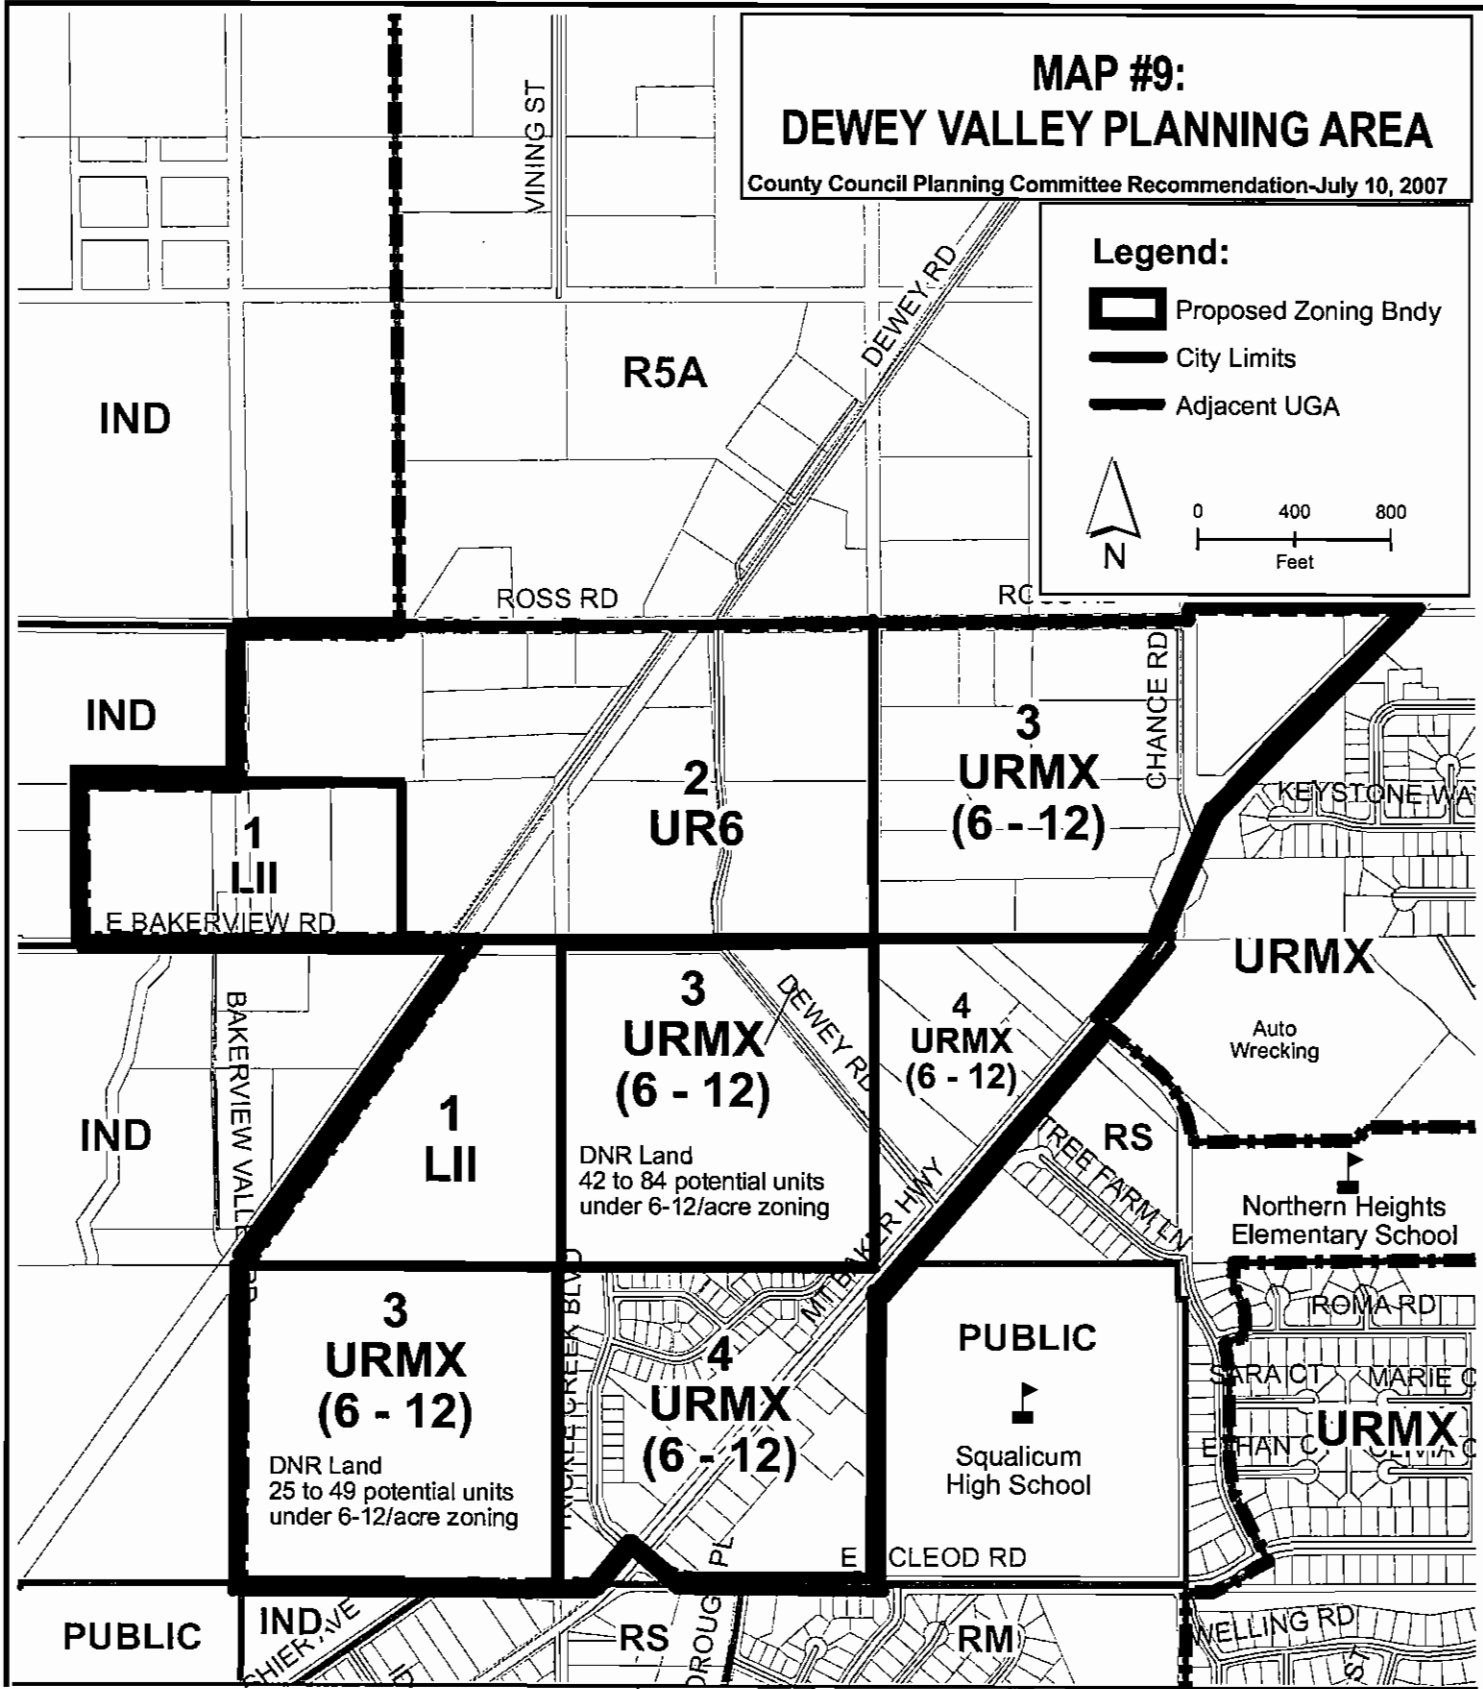 MAP #9:
DEWEY VALLEY PLANNING AREA
County Council Planning Committee Recommendation-July 10, 2007
Legend:
Proposed Zoning Bndy
City Limits
Adjacent UGA
0 400 800
Feet
N
VINING ST
DEWEY RD
R5A
IND
ROSS RD
IND
CHANCE RD
3
URMX
(6 - 12)
2
UR6
KEYSTONE WA
1
LII
E BAKERVIEW RD
URMX
Auto
Wrecking
3
URMX
(6 - 12)
DNR Land
42 to 84 potential units
under 6-12/acre zoning
DEWEY RD
4
URMX
(6 - 12)
BAKERVIEW VALL
IND
1
LII
RS
TREE FARM LN
MT BAKER HWY
Northern Heights
Elementary School
ROMA RD
SARA CT
MARIE C
URMX
3
URMX
(6 - 12)
DNR Land
25 to 49 potential units
under 6-12/acre zoning
4
URMX
(6 - 12)
PUBLIC
Squalicum
High School
E
CLEOD RD
PL
PUBLIC
IND
RS
RM
WELLING RD
ST